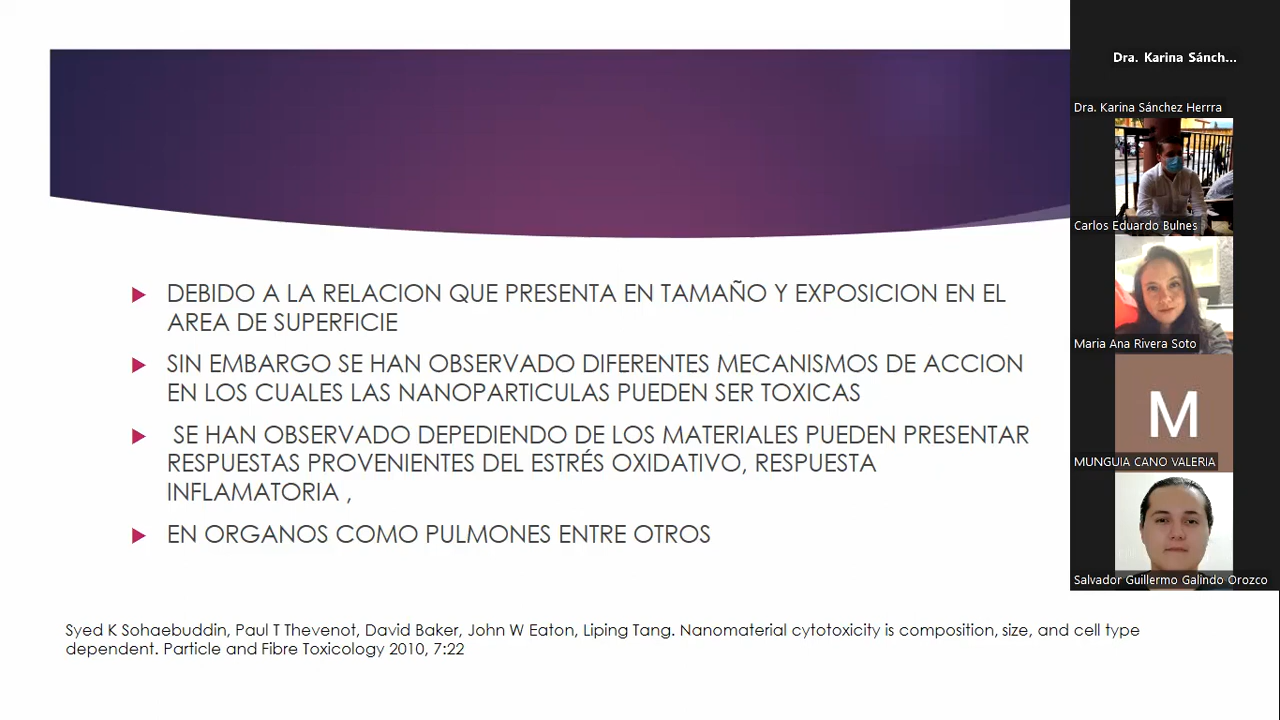 DEBIDO A LA RELACION QUE PRESENTA EN TAMAÑO Y EXPOSICION EN EL
AREA DE SUPERFICIE
SIN EMBARGO SE HAN OBSERVADO DIFERENTES MECANISMOS DE ACCION
EN LOS CUALES LAS NANOPARTICULAS PUEDEN SER TOXICAS
SE HAN OBSERVADO DEPEDIENDO DE LOS MATERIALES PUEDEN PRESENTAR
RESPUESTAS PROVENIENTES DEL ESTRÉS OXIDATIVO, RESPUESTA
INFLAMATORIA ,
EN ORGANOS COMO PULMONES ENTRE OTROS
Syed K Sohaebuddin, Paul T Thevenot, David Baker, John W Eaton, Liping Tang. Nanomaterial cytotoxicity is composition, size, and cell type
dependent. Particle and Fibre Toxicology 2010, 7:22
Dra. Karina Sánch...
Dra. Karina Sánchez Herrra
Carlos Eduardo Bulnes
Maria Ana Rivera Soto
M
MUNGUIA CANO VALERIA
Salvador Guillermo Galindo Orozco